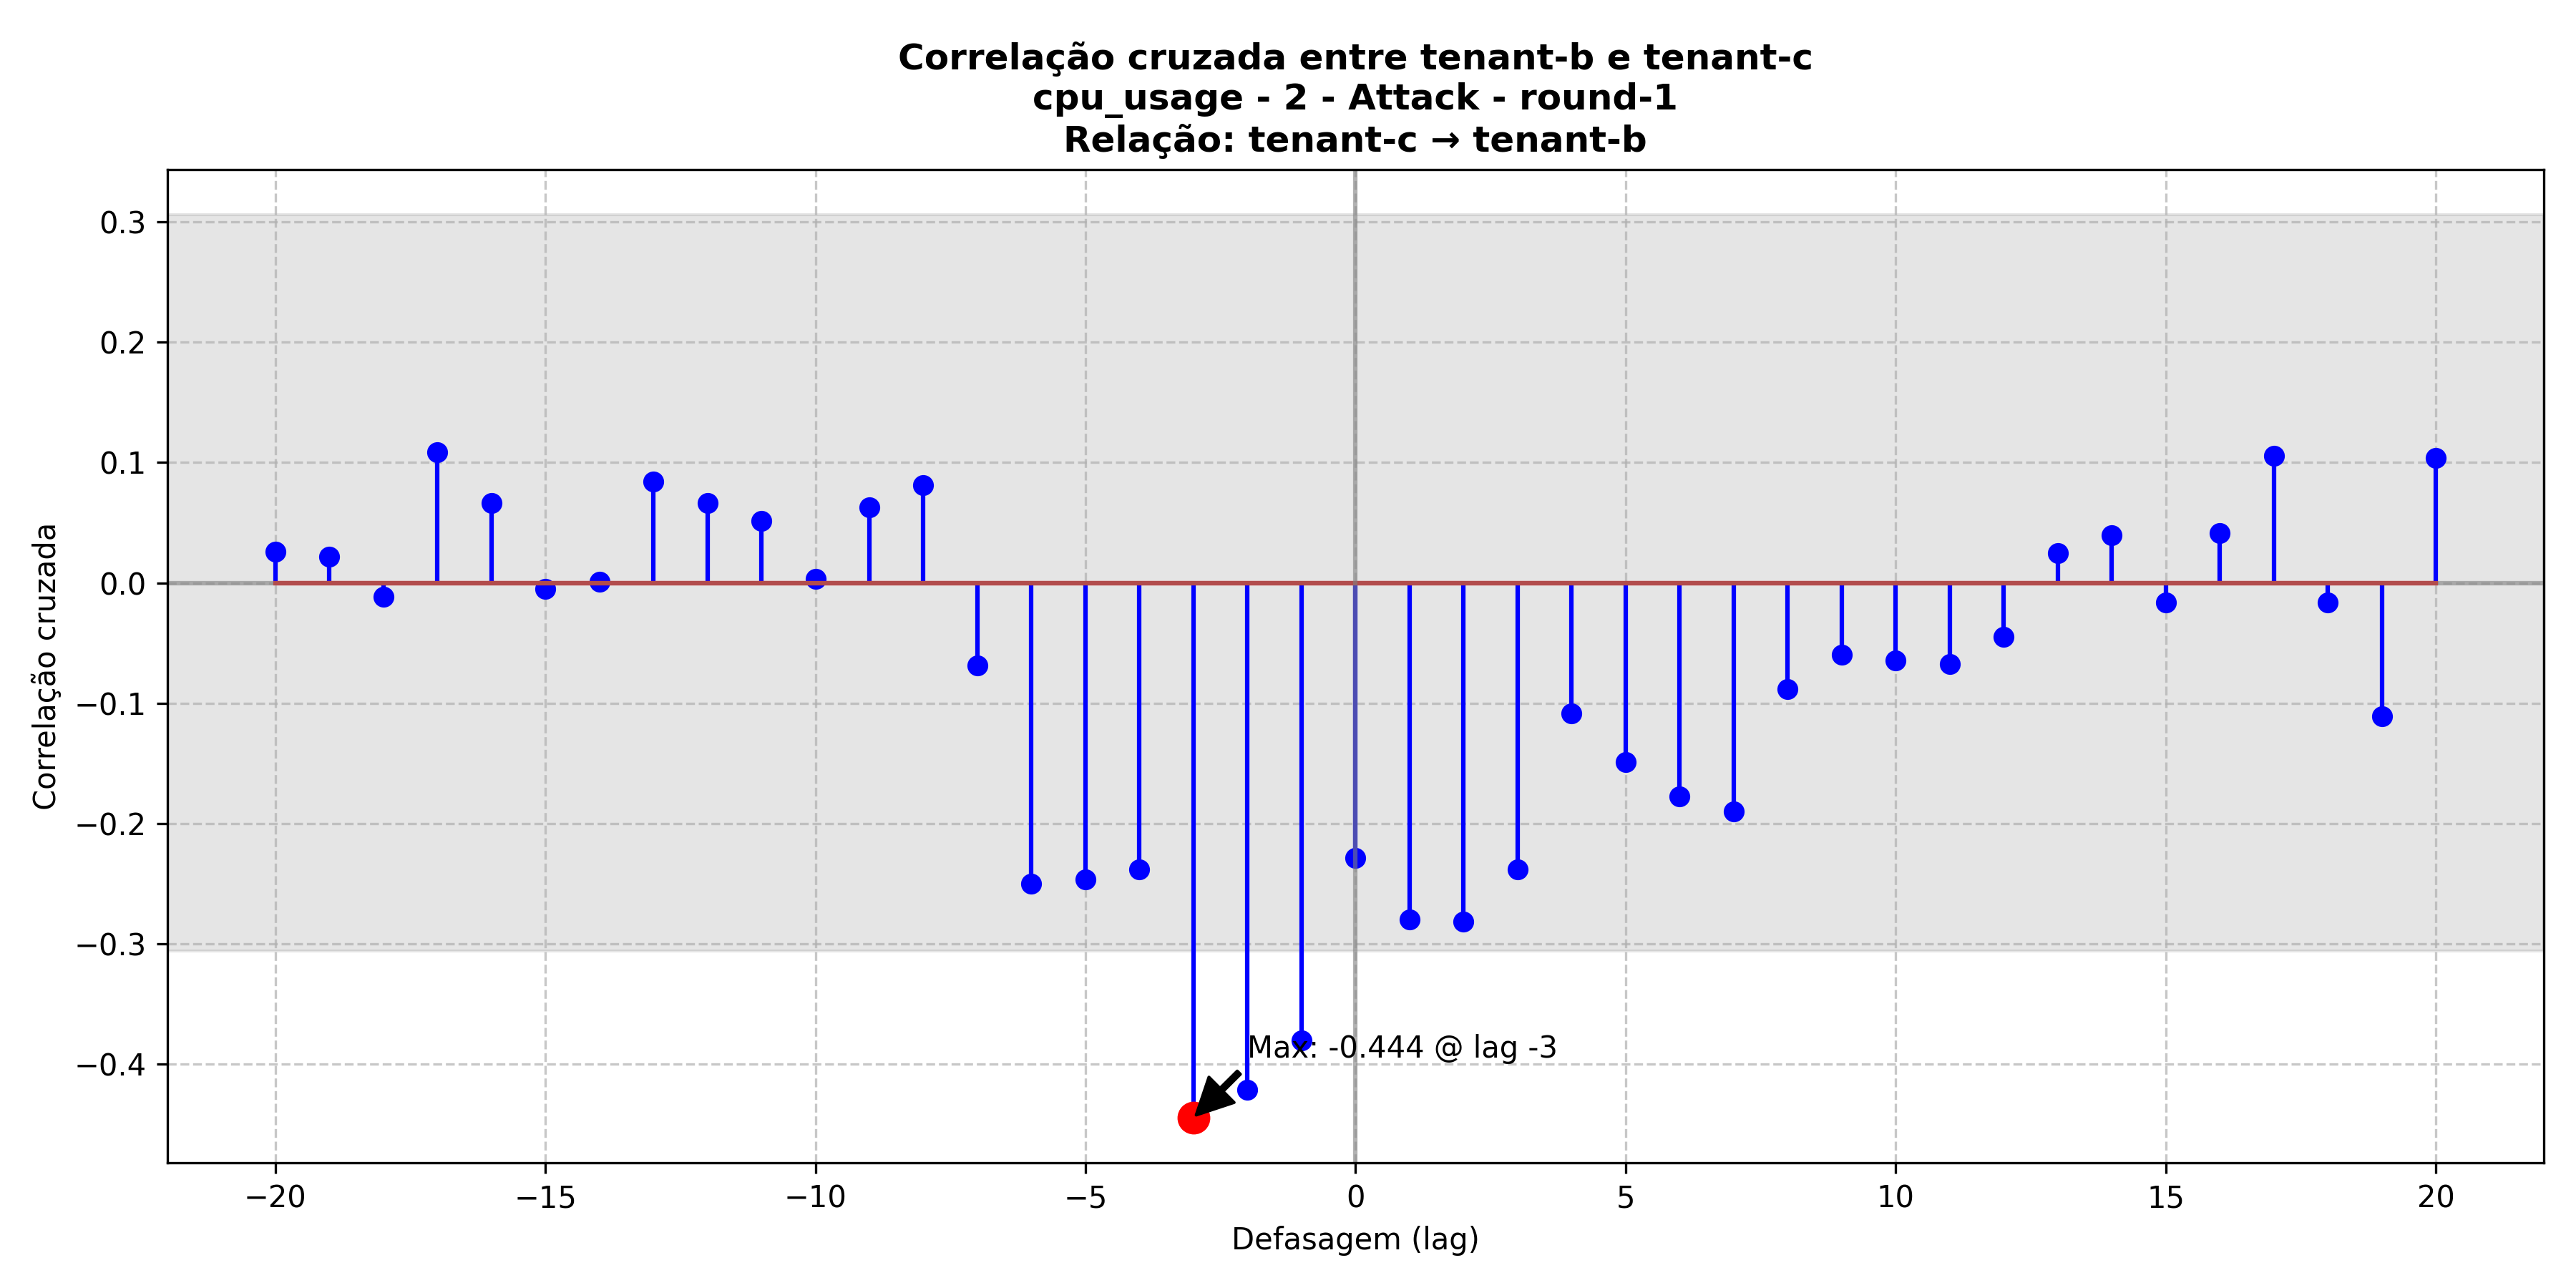 Correlação cruzada entre tenant-b e tenant-c
cpu_usage - 2 - Attack - round-1
Relação: tenant-c → tenant-b
Correlação cruzada
0.3
0.2
0.1
0.0
−0.1
−0.2
−0.3
−0.4
Max: -0.444 @ lag -3
−20 −15 −10 −5 0 5 10 15 20
Defasagem (lag)